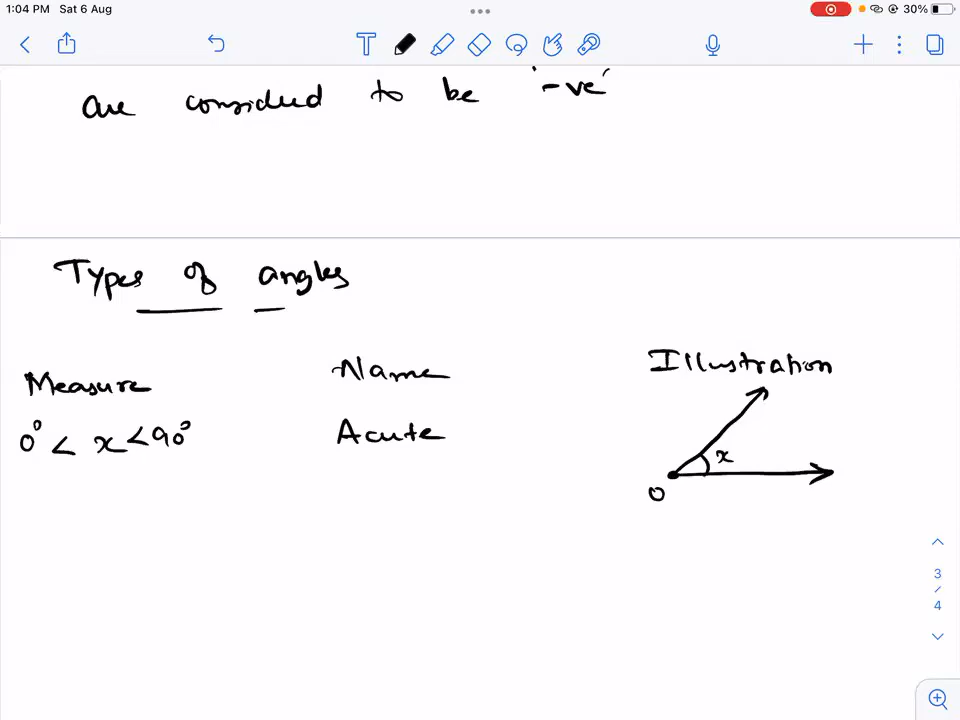 1:04 PM Sat 6 Aug 30%
T
are considued to be '-ve'
Types of angles
Measure Name Illustration
0° < x < 90° Acute x
O
3
/
4